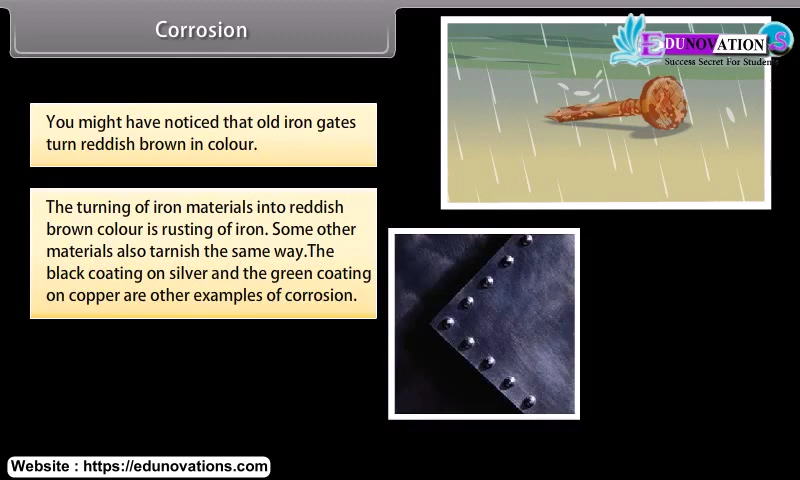 Corrosion
EDUNOVATION S
Success Secret For Students
You might have noticed that old iron gates
turn reddish brown in colour.
The turning of iron materials into reddish
brown colour is rusting of iron. Some other
materials also tarnish the same way.The
black coating on silver and the green coating
on copper are other examples of corrosion.
Website : https://edunovations.com